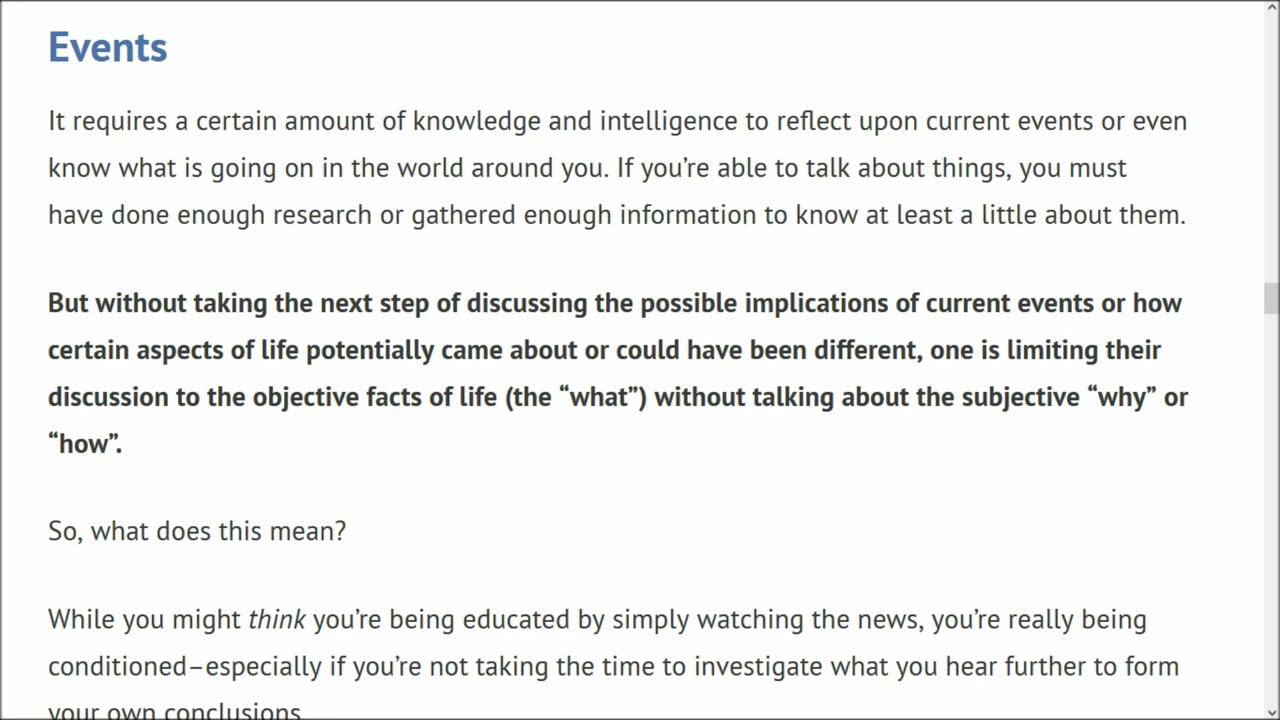 Events
It requires a certain amount of knowledge and intelligence to reflect upon current events or even
know what is going on in the world around you. If you’re able to talk about things, you must
have done enough research or gathered enough information to know at least a little about them.
But without taking the next step of discussing the possible implications of current events or how
certain aspects of life potentially came about or could have been different, one is limiting their
discussion to the objective facts of life (the “what”) without talking about the subjective “why” or
“how”.
So, what does this mean?
While you might think you’re being educated by simply watching the news, you’re really being
conditioned–especially if you’re not taking the time to investigate what you hear further to form
your own conclusions.